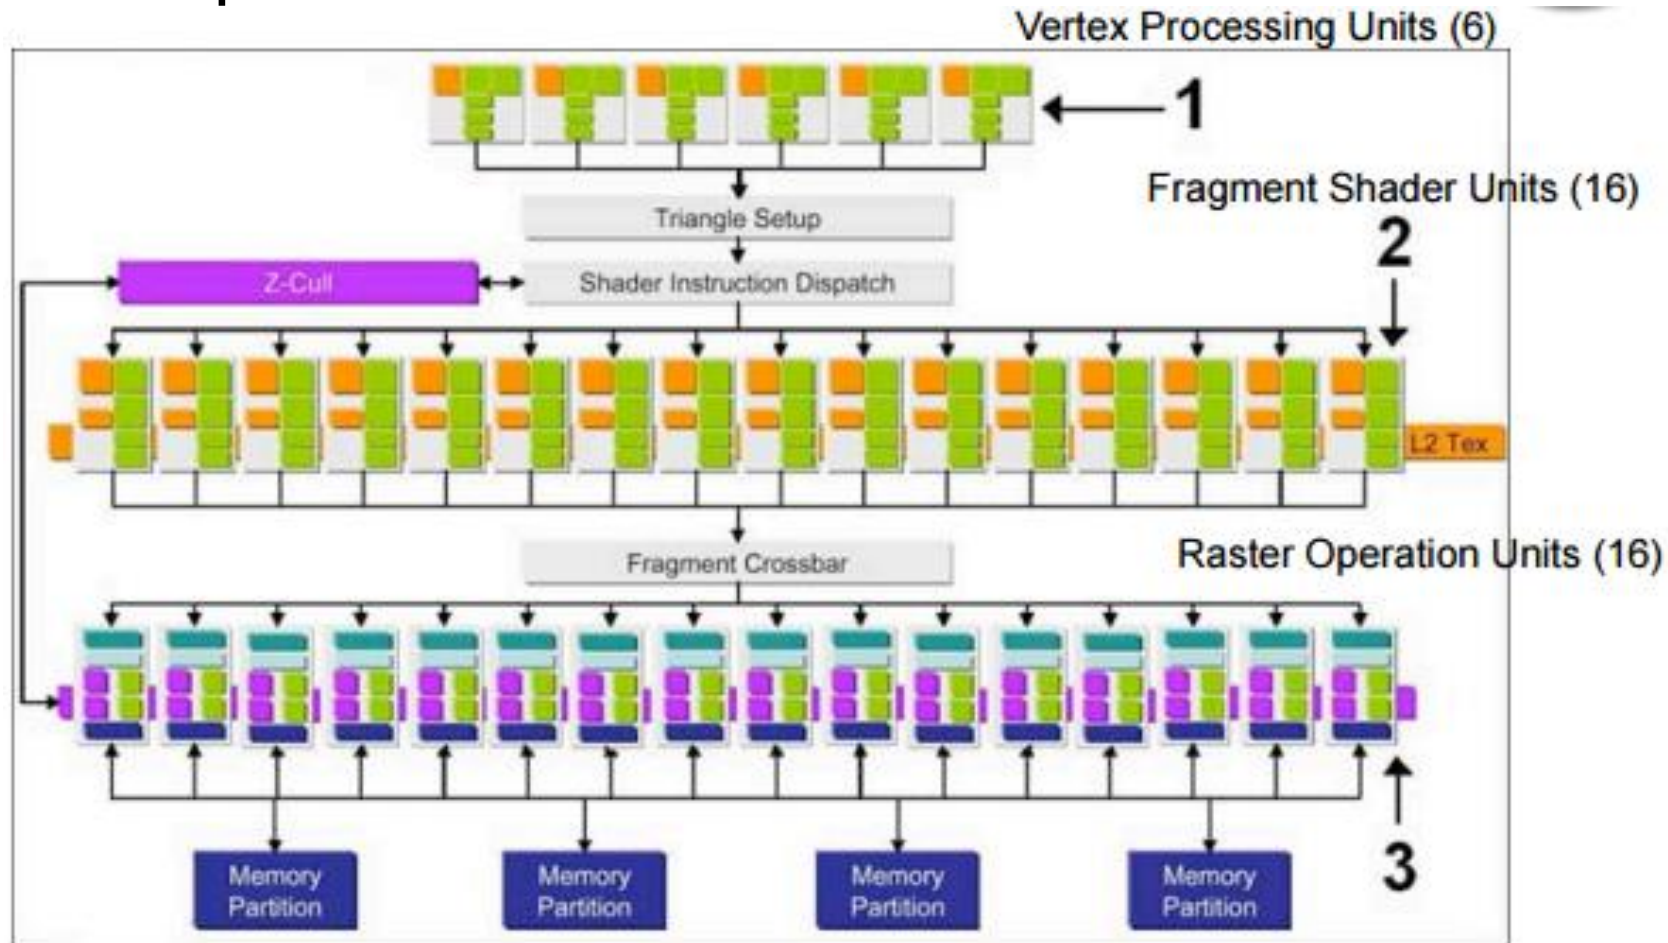 Vertex Processing Units (6)
1
Fragment Shader Units (16)
2
Triangle Setup
Z-Cull
Shader Instruction Dispatch
L2 Tex
Fragment Crossbar
Raster Operation Units (16)
3
Memory
Partition
Memory
Partition
Memory
Partition
Memory
Partition